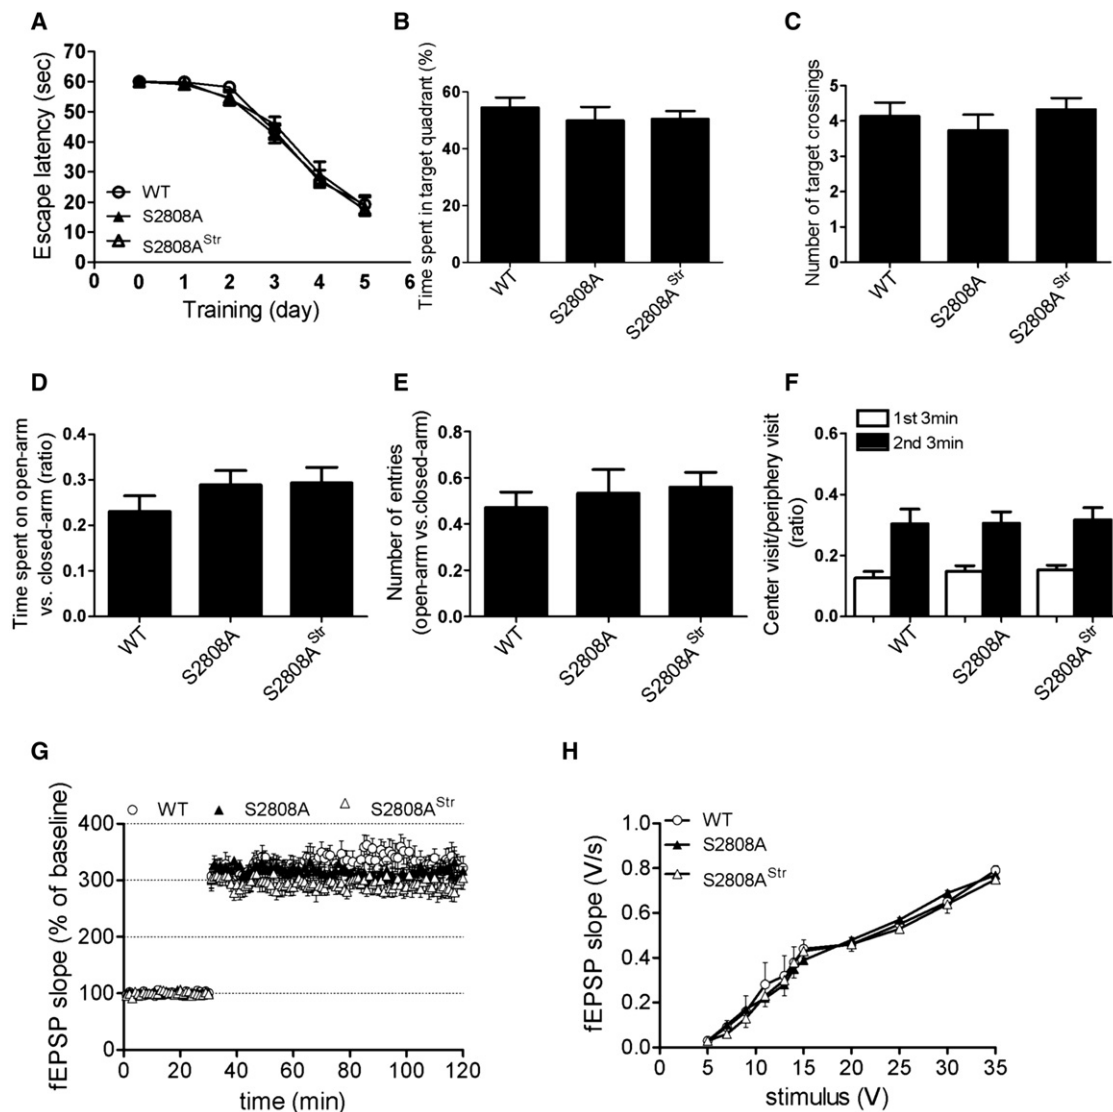 A
Escape latency (sec)
70
60
50
40
30
20
10
0
0 0 1 2 3 4 5 6
Training (day)
WT
S2808A
S2808A^Str
B
Time spent in target quadrant (%)
60
40
20
0
WT
S2808A
S2808A^Str
C
Number of target crossings
5
4
3
2
1
0
WT
S2808A
S2808A^Str
D
Time spent on open-arm
vs. closed-arm (ratio)
0.4
0.3
0.2
0.1
0.0
WT
S2808A
S2808A^Str
E
Number of entries
(open-arm vs.closed-arm)
0.8
0.6
0.4
0.2
0.0
WT
S2808A
S2808A^Str
F
1st 3min
2nd 3min
Center visit/periphery visit
(ratio)
0.6
0.4
0.2
0.0
WT
S2808A
S2808A^Str
G
WT S2808A S2808A^Str
fEPSP slope (% of baseline)
400
300
200
100
0
0 20 40 60 80 100 120
time (min)
H
WT
S2808A
S2808A^Str
fEPSP slope (V/s)
1.0
0.8
0.6
0.4
0.2
0.0
0 5 10 15 20 25 30 35
stimulus (V)